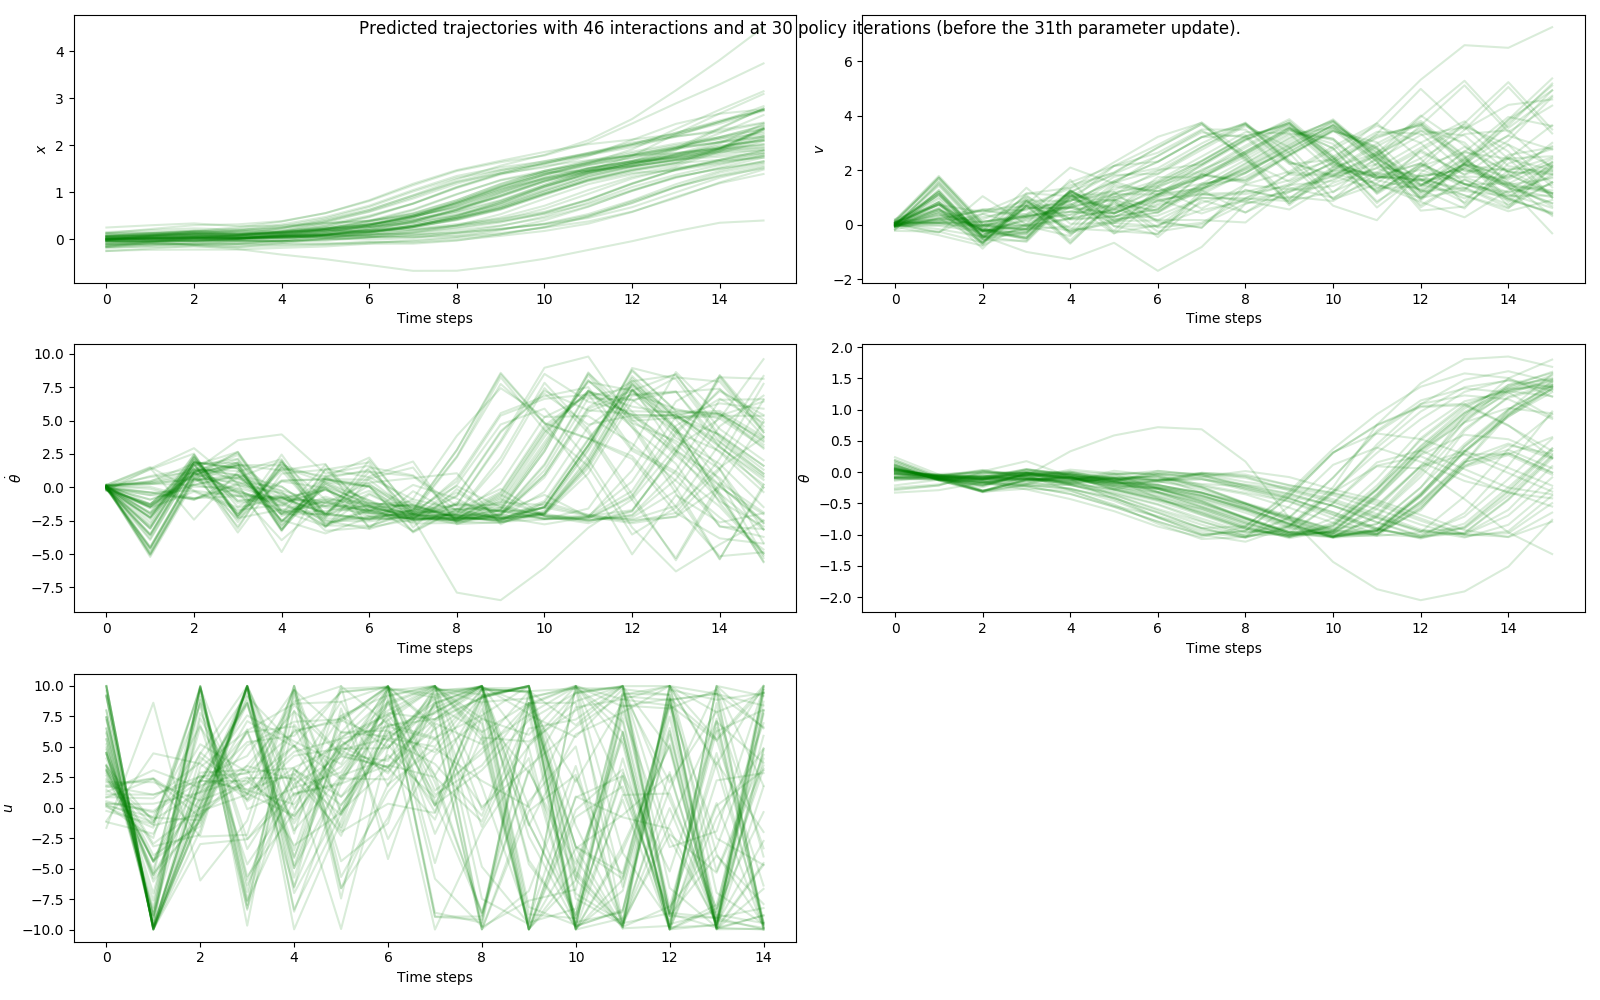 Predicted trajectories with 46 interactions and at 30 policy iterations (before the 31th parameter update).
4
3
2
1
0
x
0 2 4 6 8 10 12 14
Time steps
6
4
2
0
−2
v
0 2 4 6 8 10 12 14
Time steps
10.0
7.5
5.0
2.5
0.0
−2.5
−5.0
−7.5
θ̇
0 2 4 6 8 10 12 14
Time steps
2.0
1.5
1.0
0.5
0.0
−0.5
−1.0
−1.5
−2.0
θ
0 2 4 6 8 10 12 14
Time steps
10.0
7.5
5.0
2.5
0.0
−2.5
−5.0
−7.5
−10.0
u
0 2 4 6 8 10 12 14
Time steps